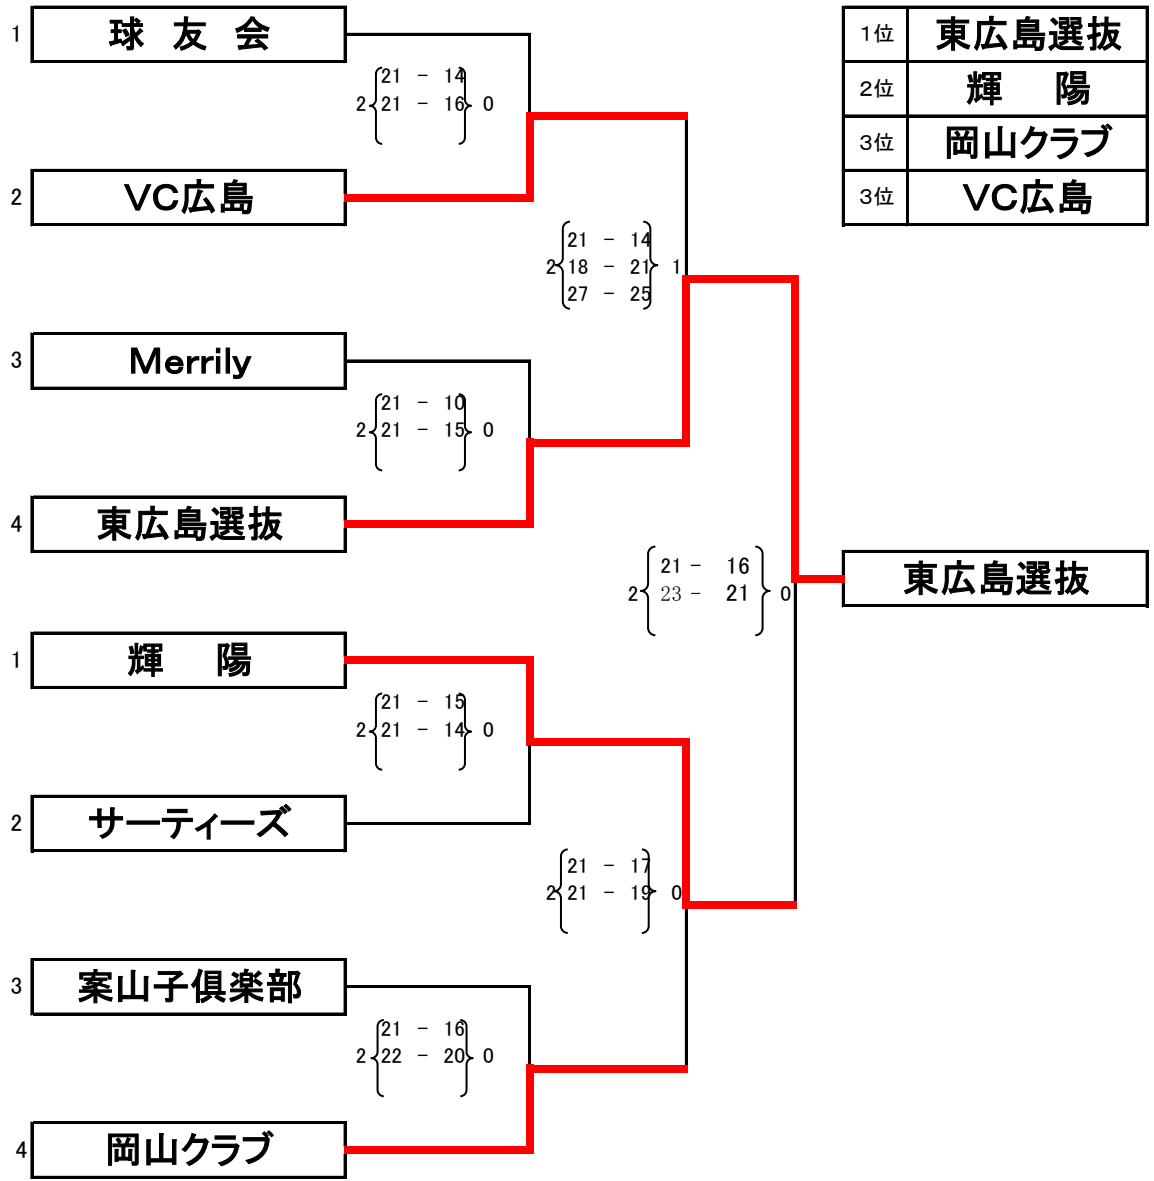 1 球 友 会
21 - 14
2 21 - 16 0
2 VC広島
21 - 14
2 18 - 21 1
27 - 25
3 Merrily
21 - 10
2 21 - 15 0
4 東広島選抜
21 - 16
2 23 - 21 0
東広島選抜
1 輝 陽
21 - 15
2 21 - 14 0
2 サーティーズ
21 - 17
2 21 - 19 0
3 案山子倶楽部
21 - 16
2 22 - 20 0
4 岡山クラブ
1位 東広島選抜
2位 輝 陽
3位 岡山クラブ
3位 VC広島